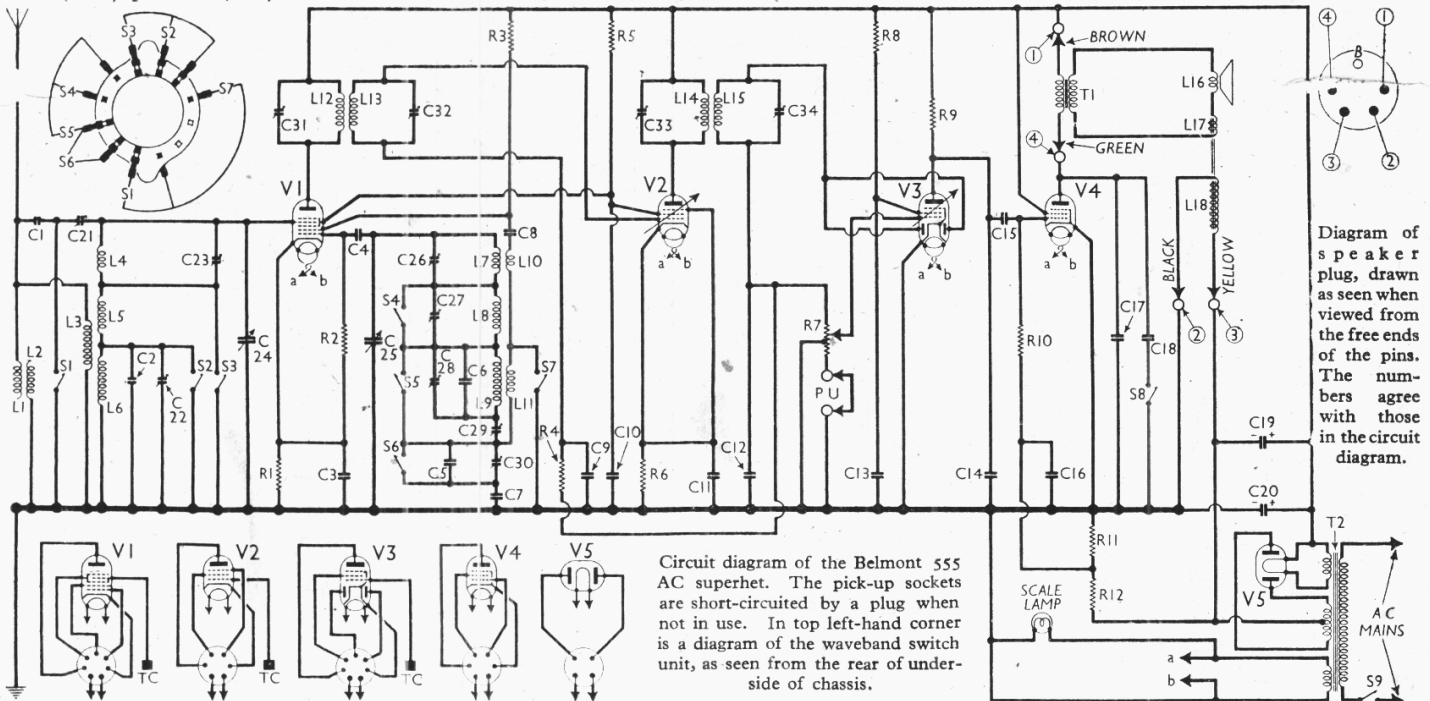 S3
S2
S4
S7
S5
S6
S1
R3
R5
R8
④
①
BROWN
④
①
B
L12
L13
C31
C32
L14
L15
C33
C34
R9
T1
L16
L17
④
GREEN
③
②
V1
V2
V3
V4
C1
C21
L4
C23
C4
C26
L7
C8
L10
a
b
a
b
a
b
a
b
C15
L18
BLACK
YELLOW
L3
L5
C24
R2
C25
S4
C27
L8
R7
R10
C17
C18
②
③
L2
L1
S1
C2
S2
S3
L6
C22
S5
C28
C6
L9
L11
S7
PU
S8
R1
C3
S6
C29
C5
C30
C7
R4
C9
C10
R6
C11
C12
C13
C14
C16
C19
- +
C20
- +
Diagram of
speaker
plug, drawn
as seen when
viewed from
the free ends
of the pins.
The num-
bers agree
with those
in the circuit
diagram.
V1
V2
V3
V4
V5
TC
TC
TC
Circuit diagram of the Belmont 555
AC superhet. The pick-up sockets
are short-circuited by a plug when
not in use. In top left-hand corner
is a diagram of the waveband switch
unit, as seen from the rear of under-
side of chassis.
R11
R12
SCALE
LAMP
V5
T2
AC
MAINS
a
b
S9